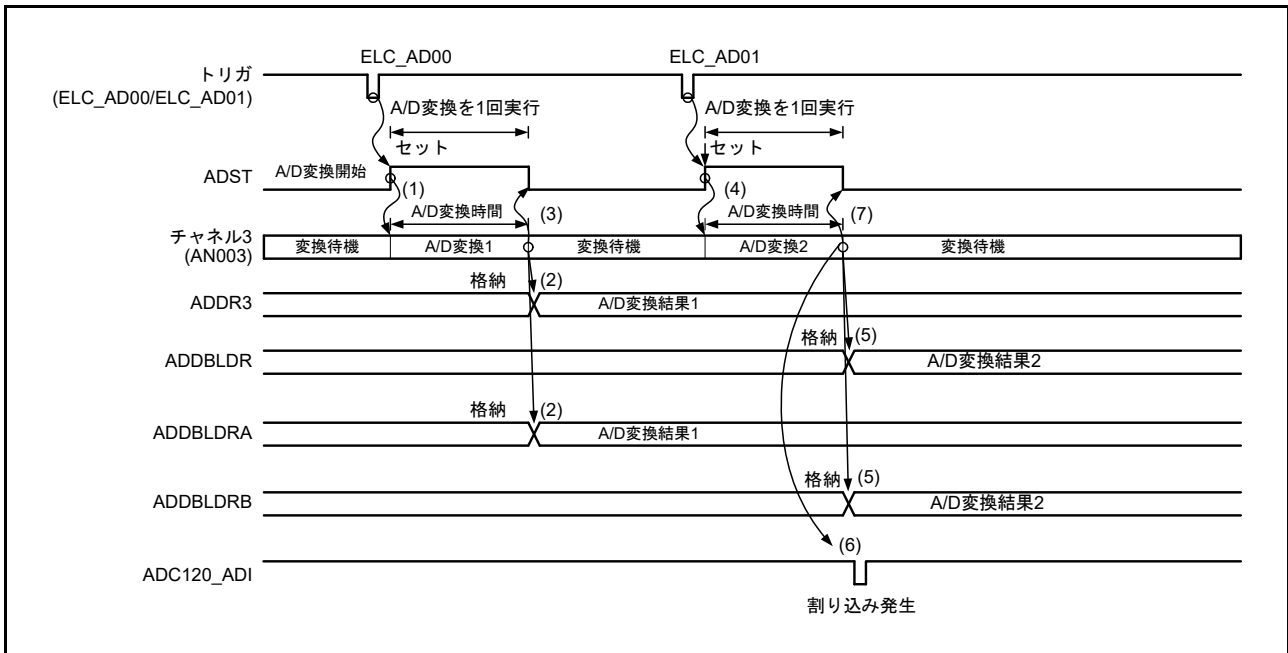 ELC_AD00 ELC_AD01
トリガ
(ELC_AD00/ELC_AD01)
A/D変換を1回実行 A/D変換を1回実行
セット セット
ADST A/D変換開始 (1) (4)
A/D変換時間 (3) A/D変換時間 (7)
チャネル3
(AN003)
変換待機 A/D変換1 変換待機 A/D変換2 変換待機
格納 (2)
ADDR3 A/D変換結果1
格納 (5)
ADDBLDR A/D変換結果2
格納 (2)
ADDBLDRA A/D変換結果1
格納 (5)
ADDBLDRB A/D変換結果2
(6)
ADC120_ADI
割り込み発生